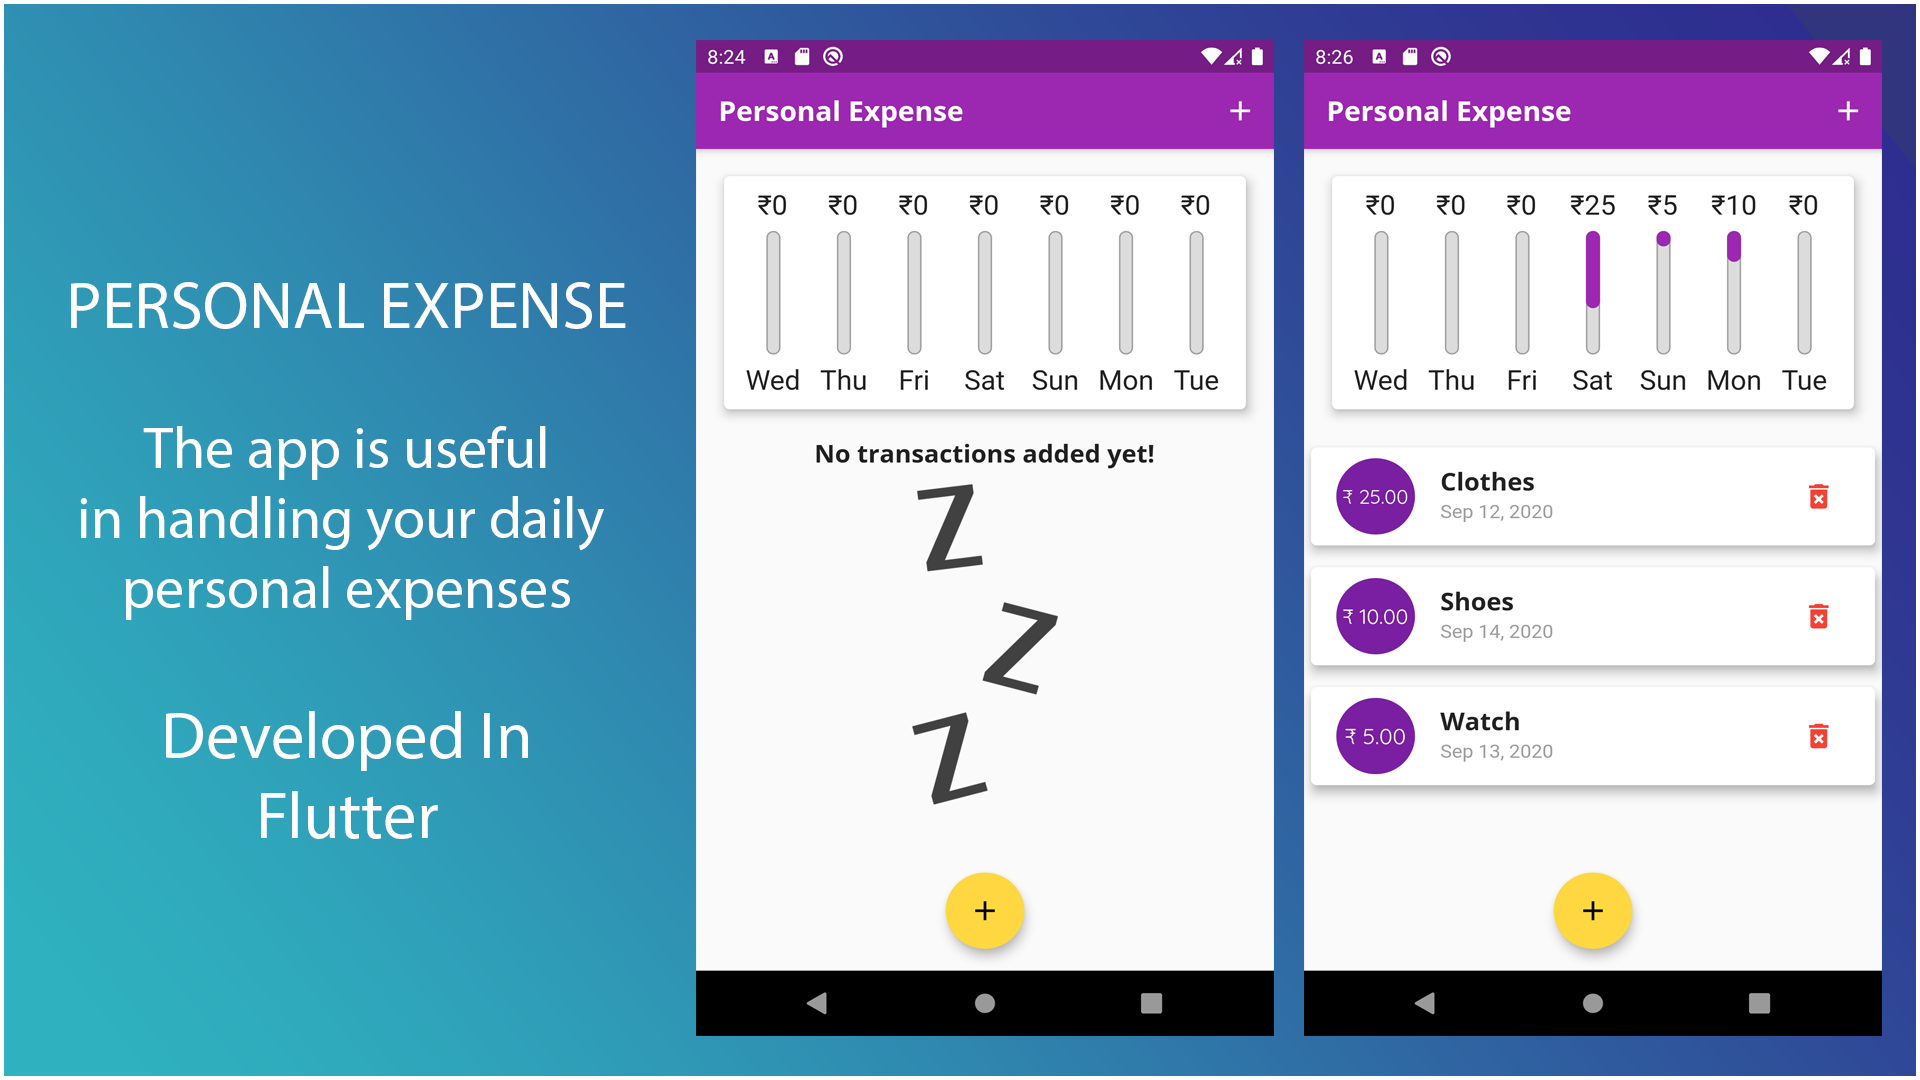 PERSONAL EXPENSE
The app is useful
in handling your daily
personal expenses
Developed In
Flutter
8:24
Personal Expense
₹0 ₹0 ₹0 ₹0 ₹0 ₹0 ₹0
Wed Thu Fri Sat Sun Mon Tue
No transactions added yet!
Z
Z
Z
8:26
Personal Expense
₹0 ₹0 ₹0 ₹25 ₹5 ₹10 ₹0
Wed Thu Fri Sat Sun Mon Tue
₹ 25.00
Clothes
Sep 12, 2020
₹ 10.00
Shoes
Sep 14, 2020
₹ 5.00
Watch
Sep 13, 2020